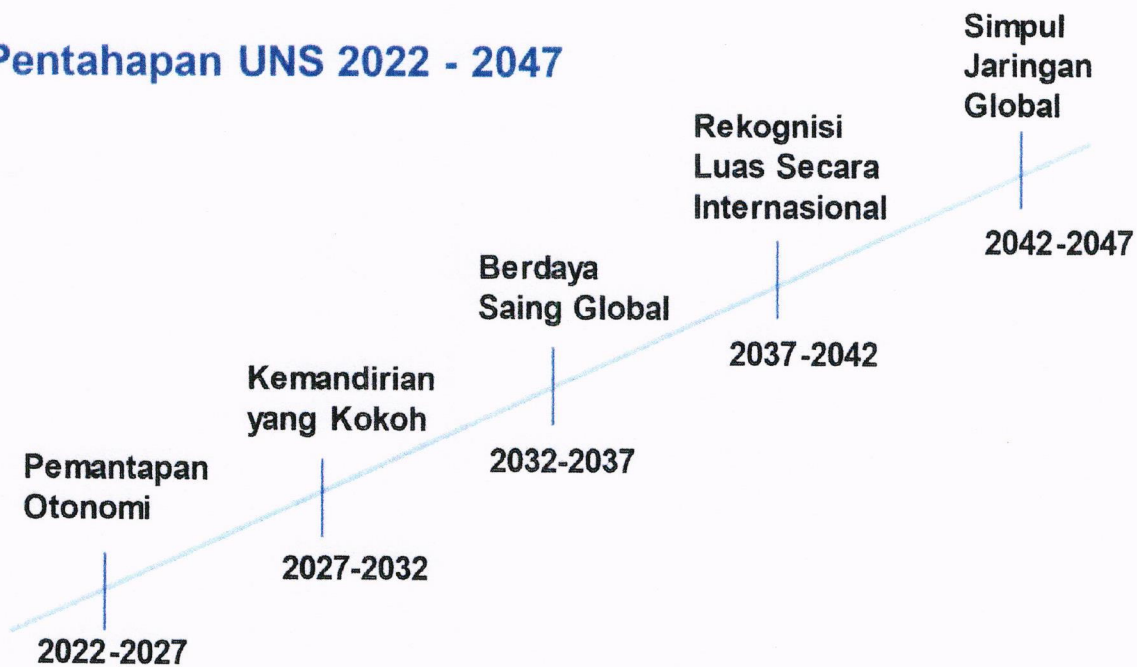 Pentahapan UNS 2022 - 2047
Simpul
Jaringan
Global
2042-2047
Rekognisi
Luas Secara
Internasional
2037-2042
Berdaya
Saing Global
2032-2037
Kemandirian
yang Kokoh
2027-2032
Pemantapan
Otonomi
2022-2027